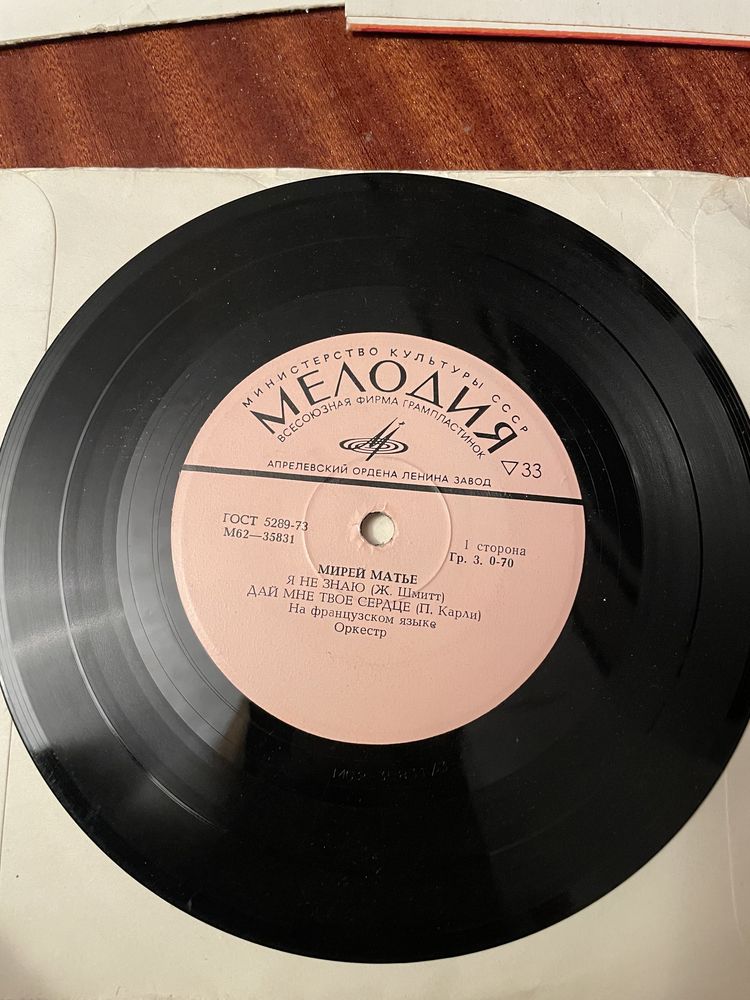 МИНИСТЕРСТВО КУЛЬТУРЫ СССР
МЕЛОДИЯ
ВСЕСОЮЗНАЯ ФИРМА ГРАМПЛАСТИНОК
АПРЕЛЕВСКИЙ ОРДЕНА ЛЕНИНА ЗАВОД
33
ГОСТ 5289-73
М62—35831
1 сторона
Гр. 3. 0-70
МИРЕЙ МАТЬЕ
Я НЕ ЗНАЮ (Ж. Шмитт)
ДАЙ МНЕ ТВОЕ СЕРДЦЕ (П. Карли)
На французском языке
Оркестр